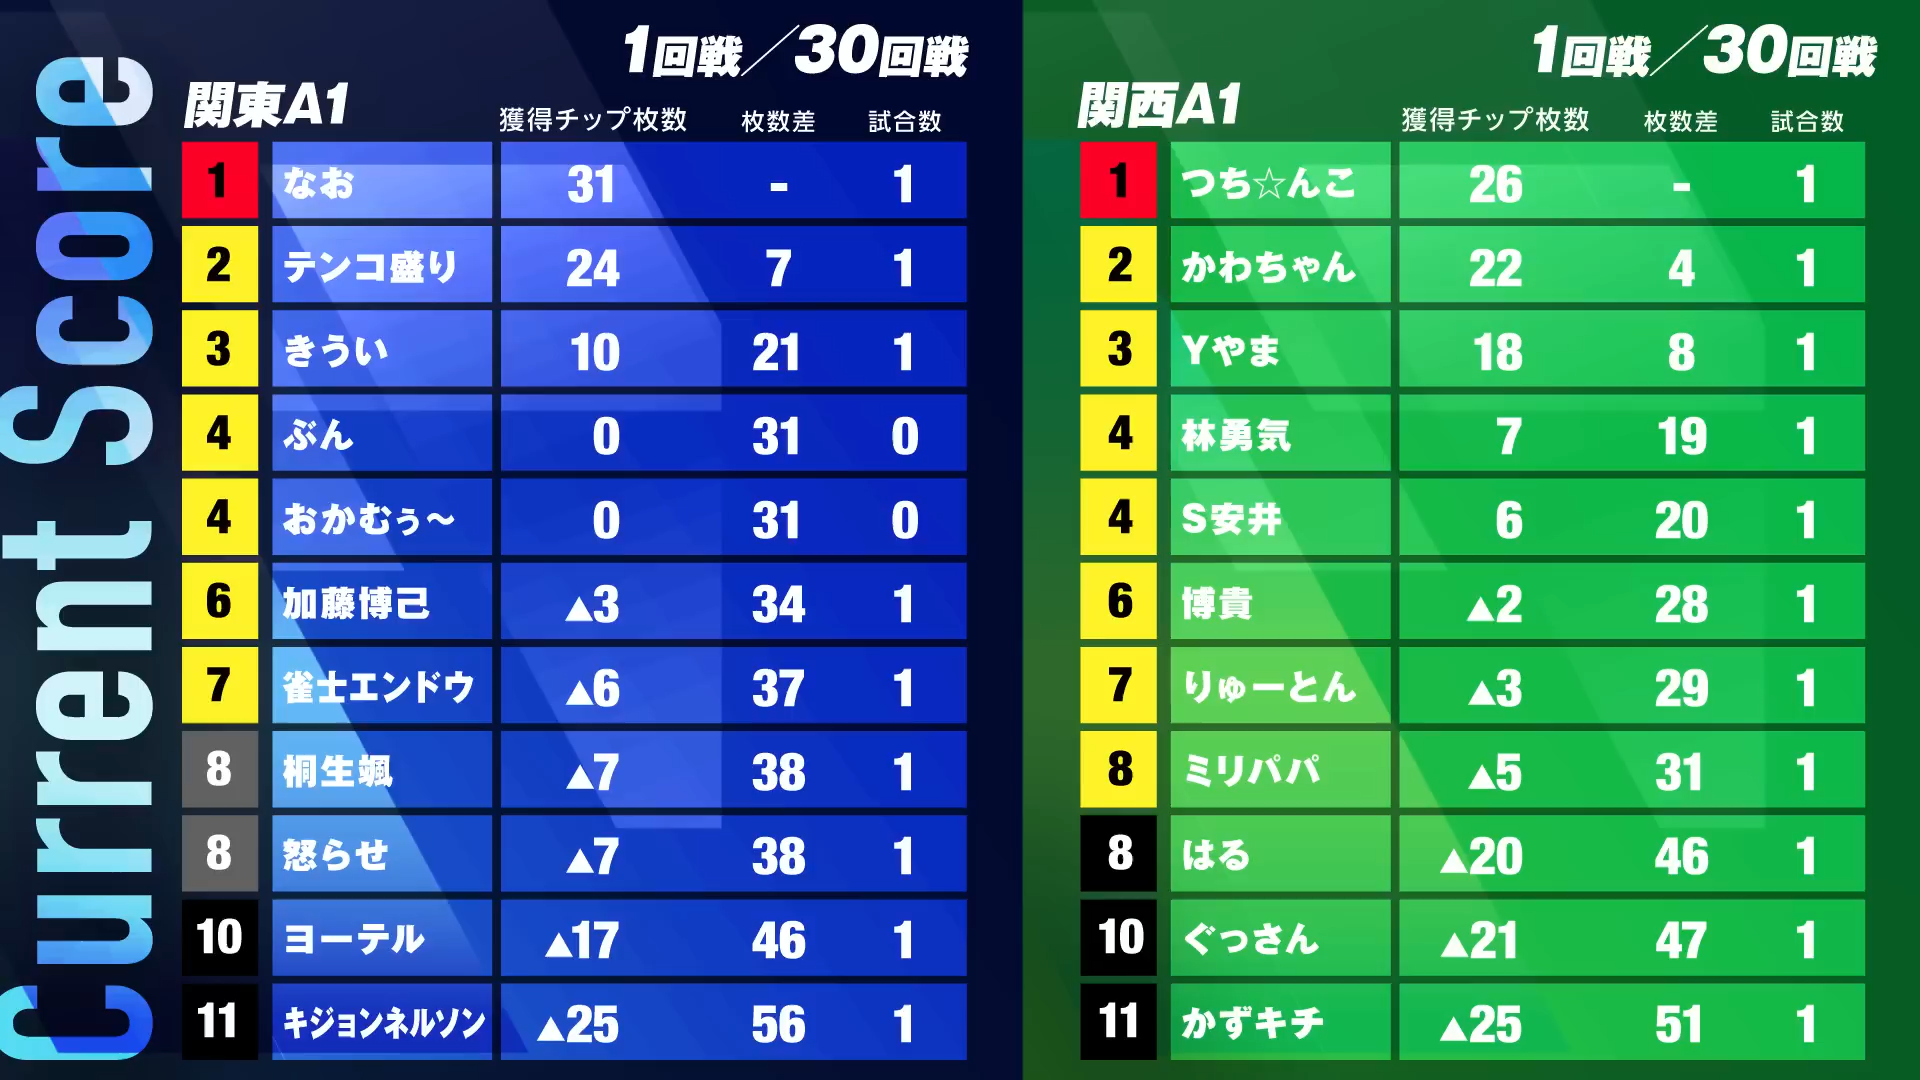 Current Score
1回戦／30回戦
関東A1 獲得チップ枚数 枚数差 試合数
1 なお 31 - 1
2 テンコ盛り 24 7 1
3 きうい 10 21 1
4 ぶん 0 31 0
4 おかむぅ〜 0 31 0
6 加藤博己 ▲3 34 1
7 雀士エンドウ ▲6 37 1
8 桐生颯 ▲7 38 1
8 怒らせ ▲7 38 1
10 ヨーテル ▲17 46 1
11 キジョンネルソン ▲25 56 1
1回戦／30回戦
関西A1 獲得チップ枚数 枚数差 試合数
1 つち☆んこ 26 - 1
2 かわちゃん 22 4 1
3 Yやま 18 8 1
4 林勇気 7 19 1
4 S安井 6 20 1
6 博貴 ▲2 28 1
7 りゅーとん ▲3 29 1
8 ミリパパ ▲5 31 1
8 はる ▲20 46 1
10 ぐっさん ▲21 47 1
11 かずキチ ▲25 51 1